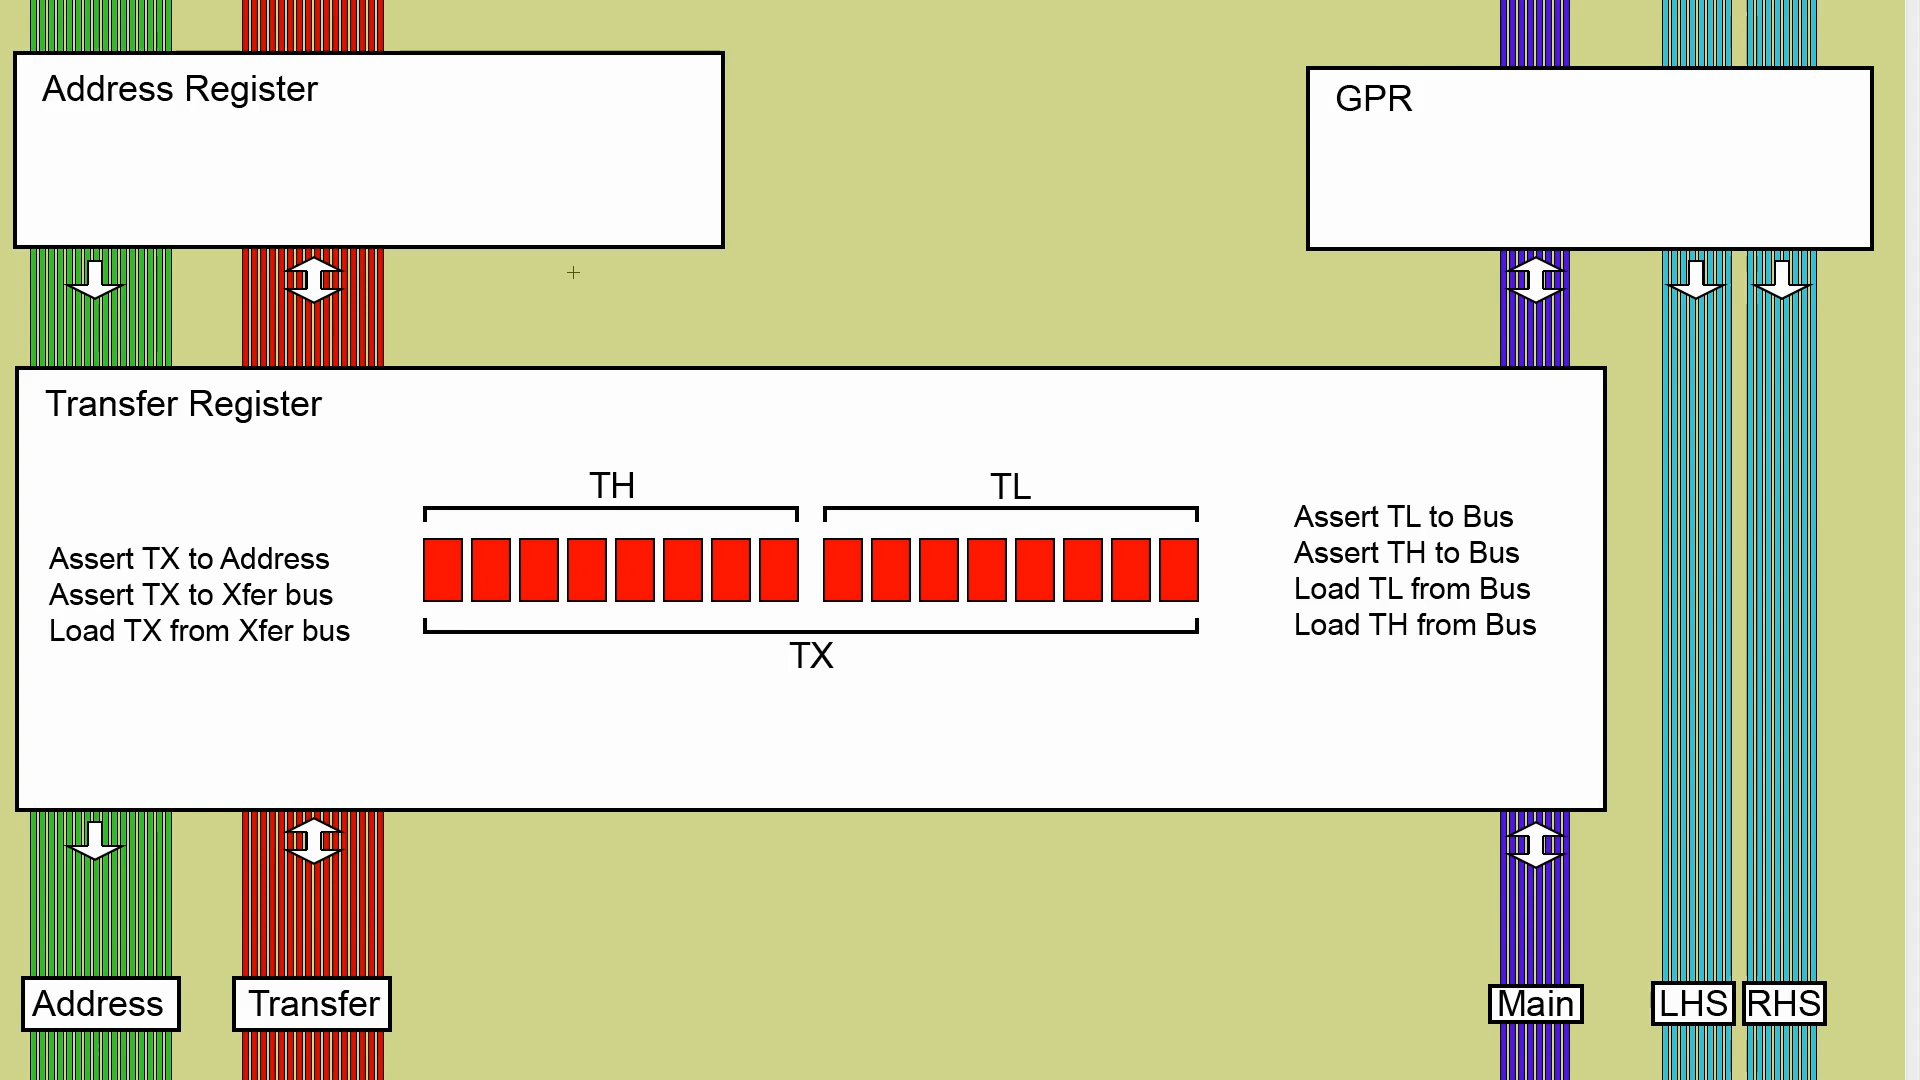 Address Register
GPR
Transfer Register
TH
TL
Assert TX to Address
Assert TX to Xfer bus
Load TX from Xfer bus
Assert TL to Bus
Assert TH to Bus
Load TL from Bus
Load TH from Bus
TX
Address
Transfer
Main
LHS
RHS